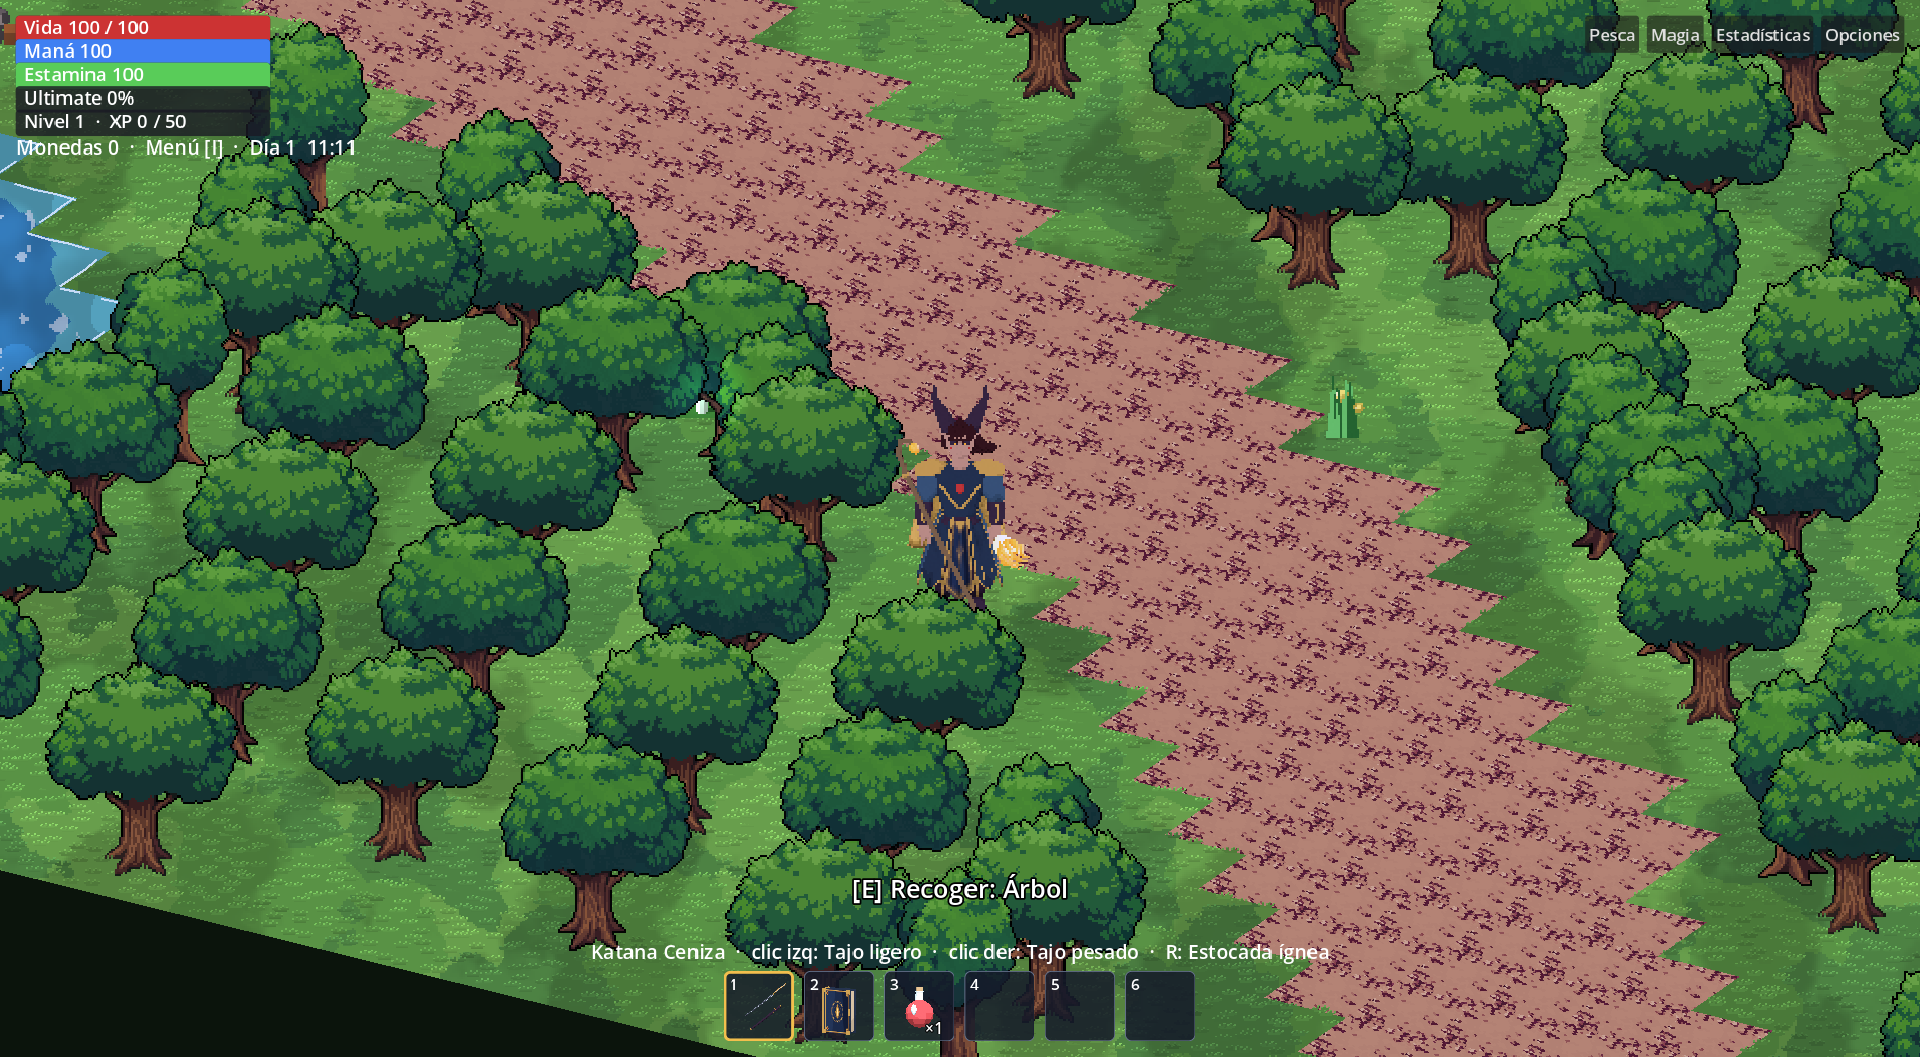 Vida 100 / 100
Maná 100
Estamina 100
Ultimate 0%
Nivel 1 · XP 0 / 50
Monedas 0 · Menú [I] · Día 1 11:11
Pesca Magia Estadísticas Opciones
[E] Recoger: Árbol
Katana Ceniza · clic izq: Tajo ligero · clic der: Tajo pesado · R: Estocada ígnea
1 2 3 4 5 6
×1